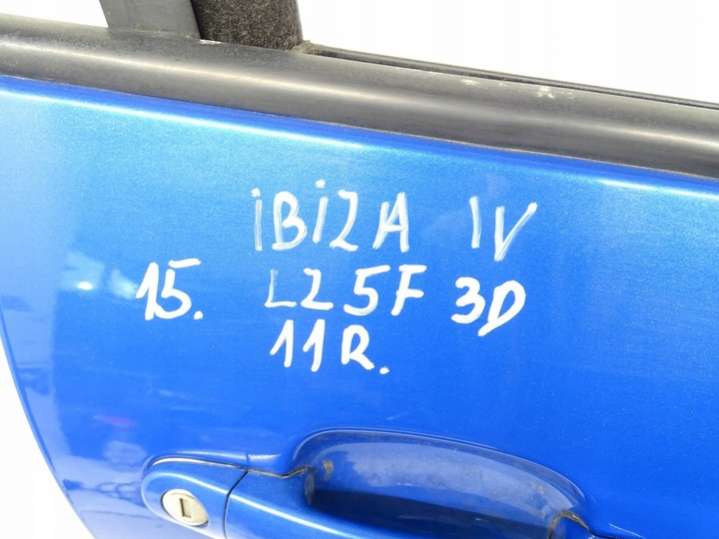 iBiZA IV
15. LZ5F 3D
11R.